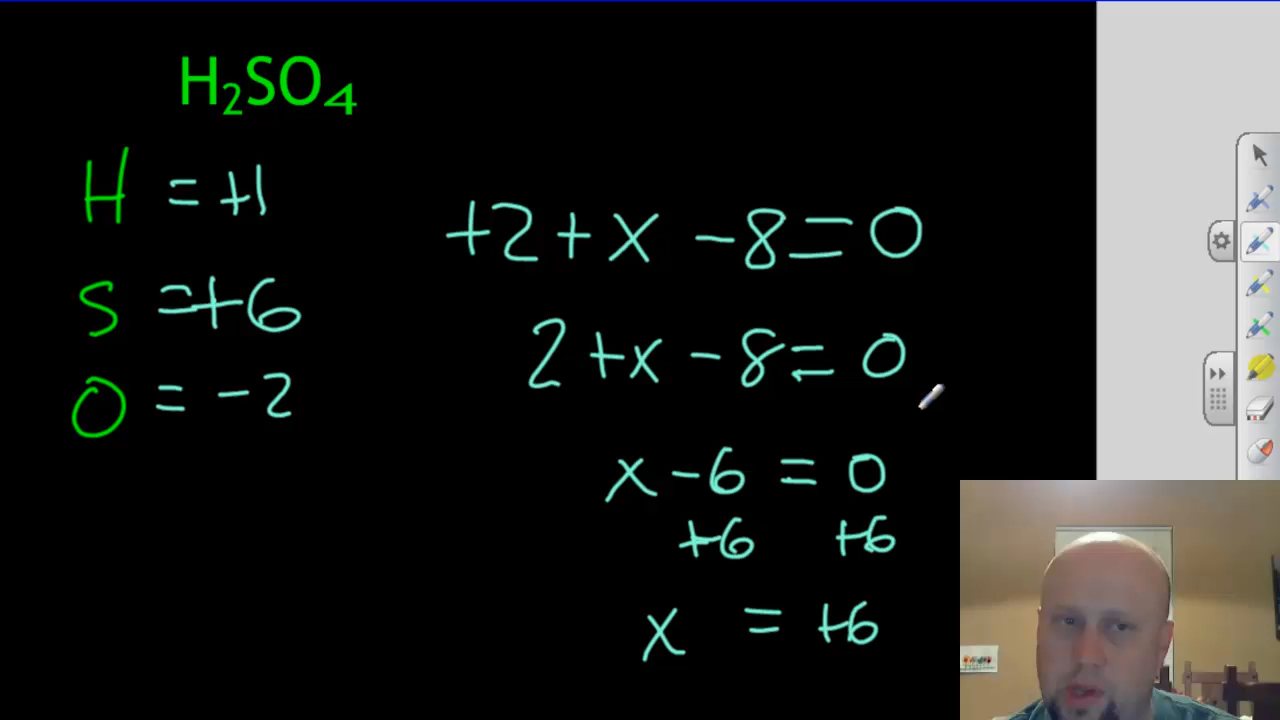 H₂SO₄
H = +1
S = +6
O = -2
+2 + x - 8 = 0
2 + x - 8 = 0
x - 6 = 0
+6 +6
x = +6